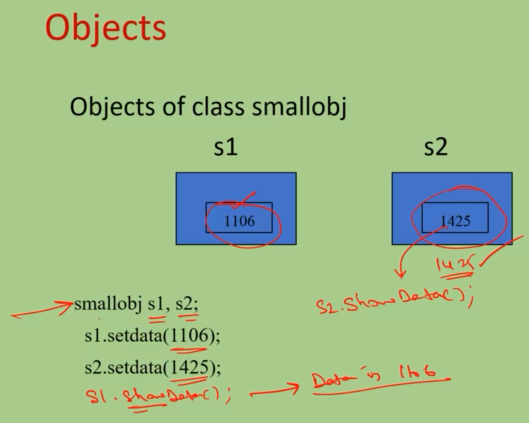 Objects
Objects of class smallobj
s1
s2
1106
1425
1425
s2.ShowData();
smallobj s1, s2;
s1.setdata(1106);
s2.setdata(1425);
s1.ShowData(); → Data is 1106